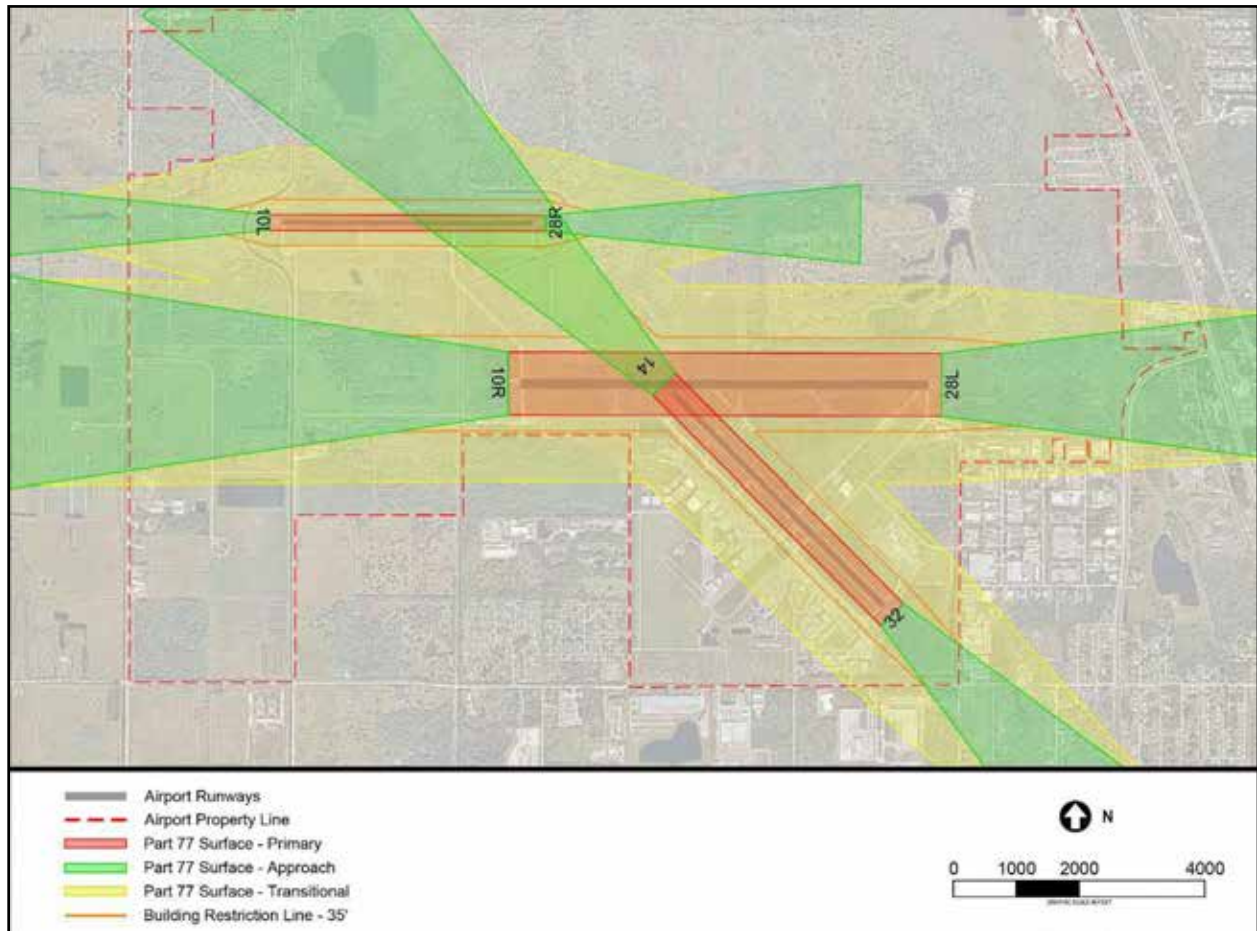 10L
28R
14
10R
28L
32
Airport Runways
Airport Property Line
Part 77 Surface - Primary
Part 77 Surface - Approach
Part 77 Surface - Transitional
Building Restriction Line - 35'
N
0 1000 2000 4000